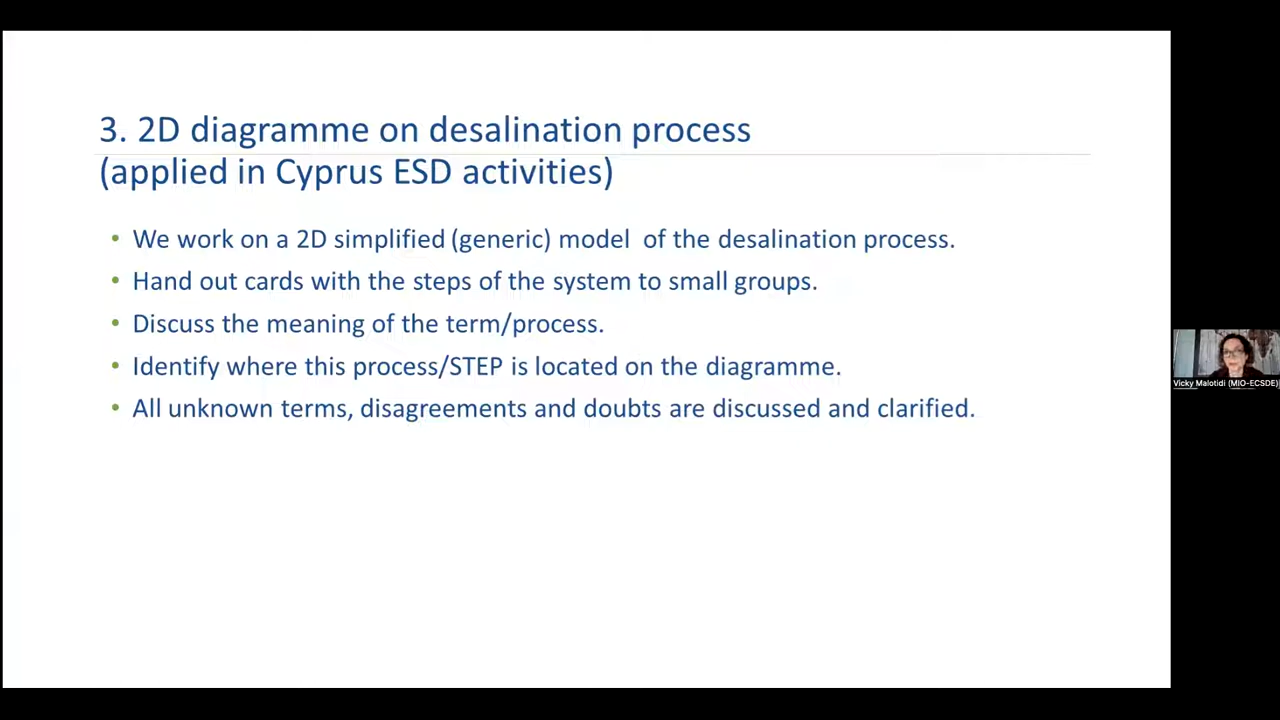 3. 2D diagramme on desalination process
(applied in Cyprus ESD activities)
• We work on a 2D simplified (generic) model of the desalination process.
• Hand out cards with the steps of the system to small groups.
• Discuss the meaning of the term/process.
• Identify where this process/STEP is located on the diagramme.
• All unknown terms, disagreements and doubts are discussed and clarified.
Vicky Malotidi (MIO-ECSDE)